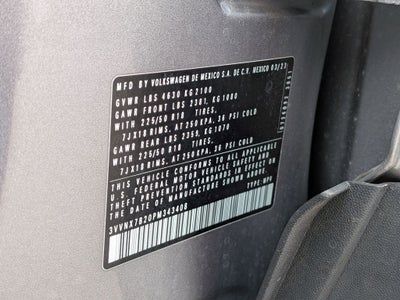 MFD BY VOLKSWAGEN DE MEXICO S.A. DE C.V. MEXICO 03/23
GVWR LBS 4630 KG 2100
GAWR FRONT LBS 2381, KG 1080
WITH 225/50 R18 TIRES,
7JX18 RIMS, AT 250KPA, 36 PSI COLD
GAWR REAR LBS 2359, KG 1070
WITH 225/50 R18 TIRES,
7JX18 RIMS, AT 250KPA, 36 PSI COLD
THIS VEHICLE CONFORMS TO ALL APPLICABLE
U.S. FEDERAL MOTOR VEHICLE SAFETY AND
THEFT PREVENTION STANDARDS IN EFFECT ON
THE DATE OF MANUFACTURE SHOWN ABOVE.
TYPE: MPV